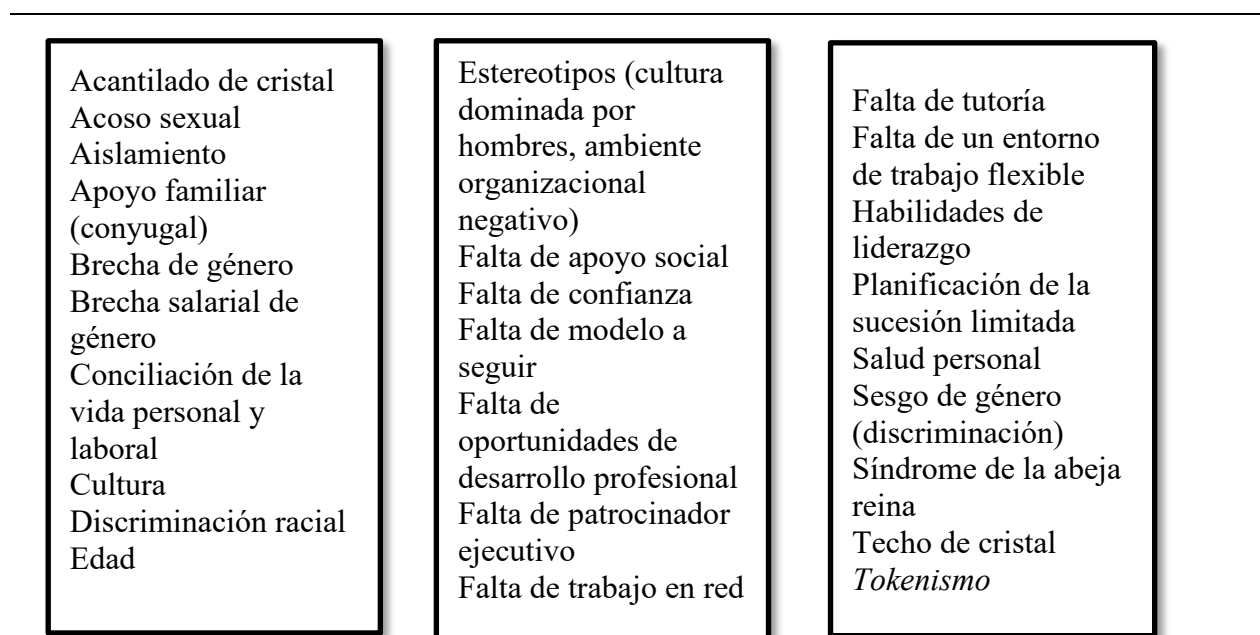 Acantilado de cristal
Acoso sexual
Aislamiento
Apoyo familiar
(conyugal)
Brecha de género
Brecha salarial de
género
Conciliación de la
vida personal y
laboral
Cultura
Discriminación racial
Edad
Estereotipos (cultura
dominada por
hombres, ambiente
organizacional
negativo)
Falta de apoyo social
Falta de confianza
Falta de modelo a
seguir
Falta de
oportunidades de
desarrollo profesional
Falta de patrocinador
ejecutivo
Falta de trabajo en red
Falta de tutoría
Falta de un entorno
de trabajo flexible
Habilidades de
liderazgo
Planificación de la
sucesión limitada
Salud personal
Sesgo de género
(discriminación)
Síndrome de la abeja
reina
Techo de cristal
Tokenismo